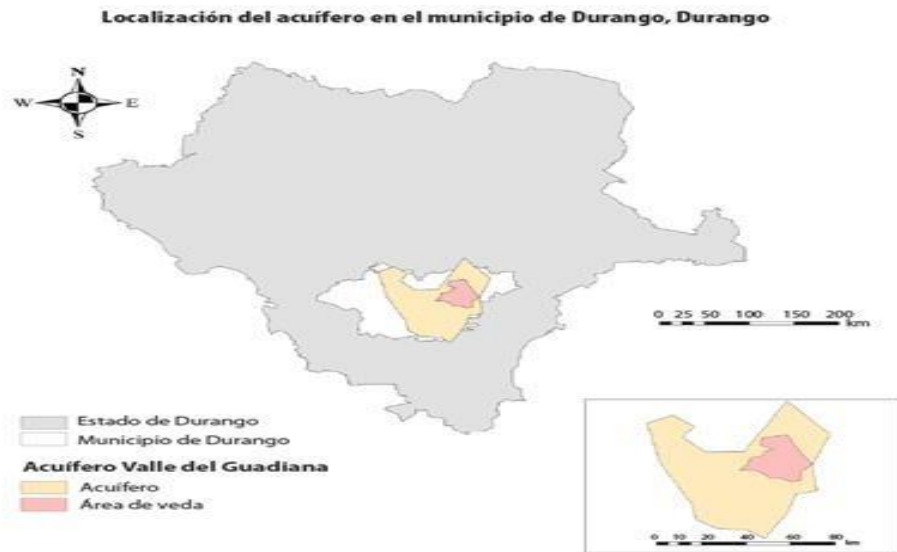 Localización del acuífero en el municipio de Durango, Durango
N
W E
S
0 25 50 100 150 200
km
Estado de Durango
Municipio de Durango
Acuífero Valle del Guadiana
Acuífero
Área de veda
0 10 20 40 60 80
km